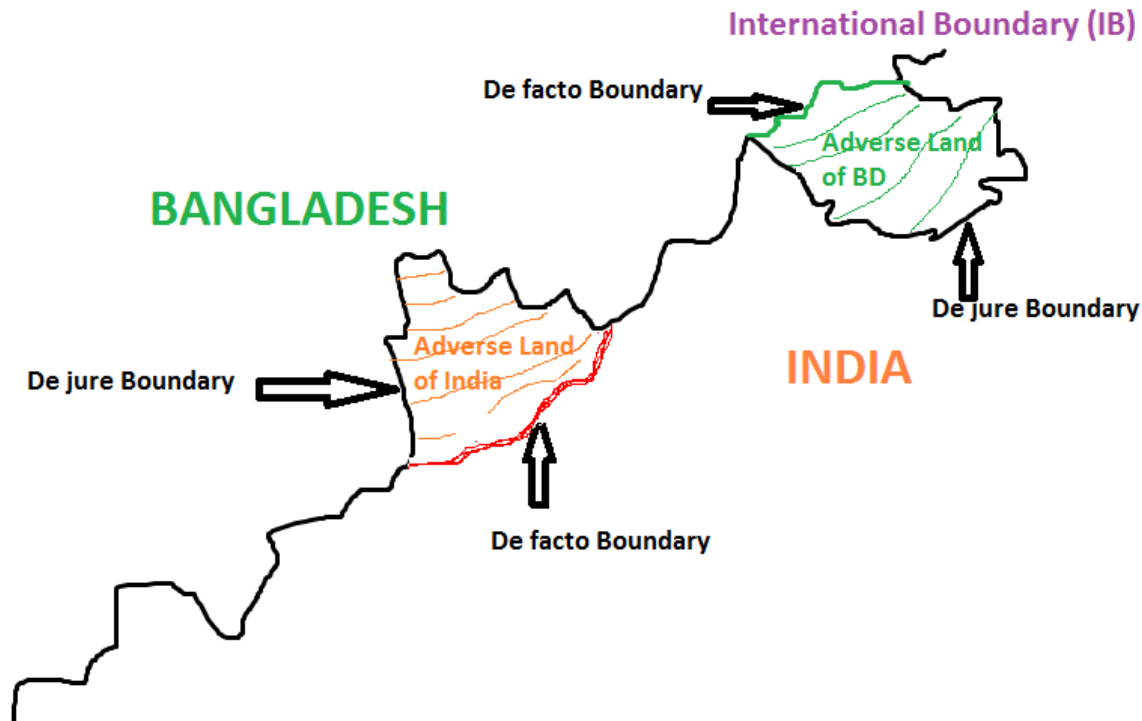 International Boundary (IB)
De facto Boundary
Adverse Land
of BD
BANGLADESH
De jure Boundary
Adverse Land
of India
INDIA
De jure Boundary
De facto Boundary